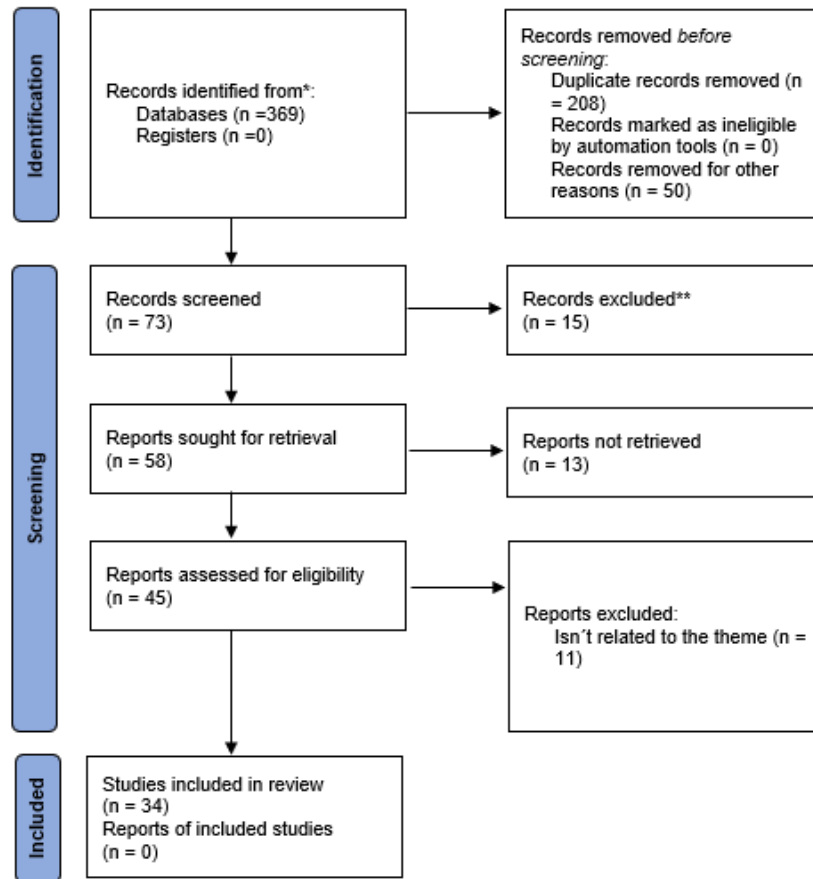 Identification
Records identified from*:
Databases (n =369)
Registers (n =0)
Records removed before
screening:
Duplicate records removed (n
= 208)
Records marked as ineligible
by automation tools (n = 0)
Records removed for other
reasons (n = 50)
Screening
Records screened
(n = 73)
Records excluded**
(n = 15)
Reports sought for retrieval
(n = 58)
Reports not retrieved
(n = 13)
Reports assessed for eligibility
(n = 45)
Reports excluded:
Isn´t related to the theme (n =
11)
Included
Studies included in review
(n = 34)
Reports of included studies
(n = 0)